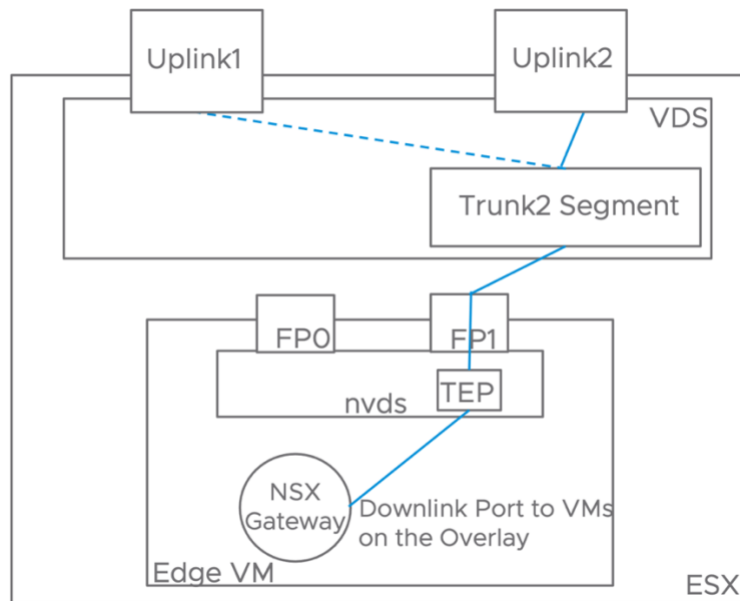 Uplink1
Uplink2
VDS
Trunk2 Segment
FP0
FP1
TEP
nvds
NSX
Gateway
Downlink Port to VMs
on the Overlay
Edge VM
ESX